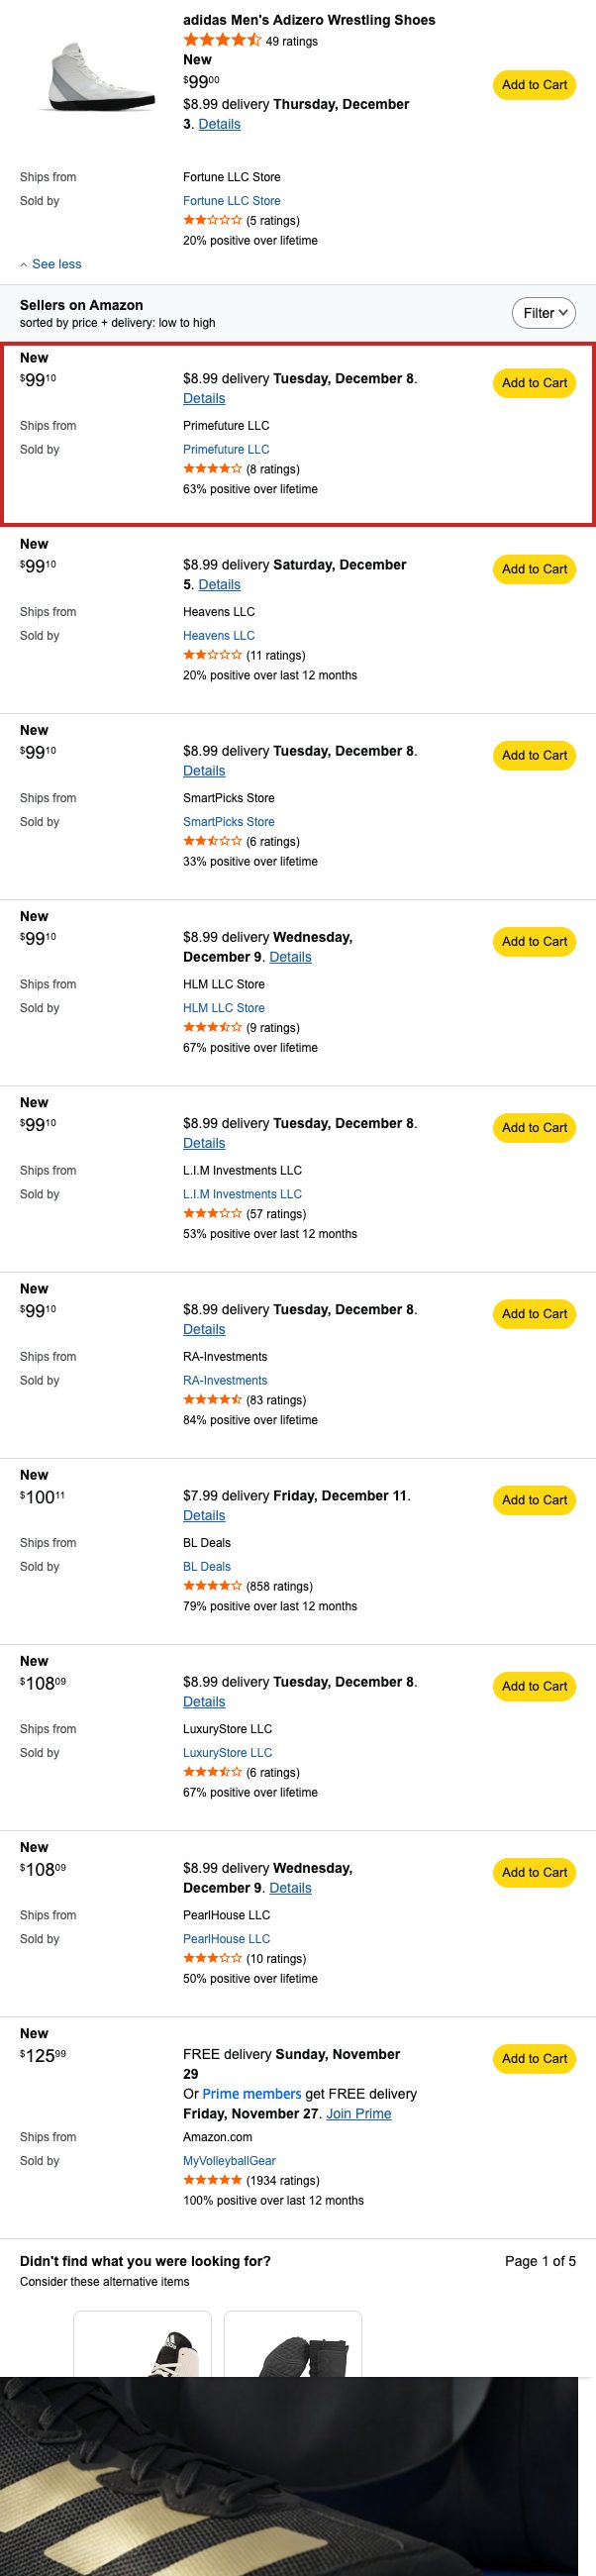 adidas Men's Adizero Wrestling Shoes
49 ratings
New
$99.00
$8.99 delivery Thursday, December
3. Details
Add to Cart
Ships from Fortune LLC Store
Sold by Fortune LLC Store
(5 ratings)
20% positive over lifetime
See less
Sellers on Amazon
sorted by price + delivery: low to high
Filter
New
$99.10 $8.99 delivery Tuesday, December 8.
Details
Add to Cart
Ships from Primefuture LLC
Sold by Primefuture LLC
(8 ratings)
63% positive over lifetime
New
$99.10 $8.99 delivery Saturday, December
5. Details
Add to Cart
Ships from Heavens LLC
Sold by Heavens LLC
(11 ratings)
20% positive over last 12 months
New
$99.10 $8.99 delivery Tuesday, December 8.
Details
Add to Cart
Ships from SmartPicks Store
Sold by SmartPicks Store
(6 ratings)
33% positive over lifetime
New
$99.10 $8.99 delivery Wednesday,
December 9. Details
Add to Cart
Ships from HLM LLC Store
Sold by HLM LLC Store
(9 ratings)
67% positive over lifetime
New
$99.10 $8.99 delivery Tuesday, December 8.
Details
Add to Cart
Ships from L.I.M Investments LLC
Sold by L.I.M Investments LLC
(57 ratings)
53% positive over last 12 months
New
$99.10 $8.99 delivery Tuesday, December 8.
Details
Add to Cart
Ships from RA-Investments
Sold by RA-Investments
(83 ratings)
84% positive over lifetime
New
$100.11 $7.99 delivery Friday, December 11.
Details
Add to Cart
Ships from BL Deals
Sold by BL Deals
(858 ratings)
79% positive over last 12 months
New
$108.09 $8.99 delivery Tuesday, December 8.
Details
Add to Cart
Ships from LuxuryStore LLC
Sold by LuxuryStore LLC
(6 ratings)
67% positive over lifetime
New
$108.09 $8.99 delivery Wednesday,
December 9. Details
Add to Cart
Ships from PearlHouse LLC
Sold by PearlHouse LLC
(10 ratings)
50% positive over lifetime
New
$125.99 FREE delivery Sunday, November
29
Add to Cart
Or Prime members get FREE delivery
Friday, November 27. Join Prime
Ships from Amazon.com
Sold by MyVolleyballGear
(1934 ratings)
100% positive over last 12 months
Didn't find what you were looking for? Page 1 of 5
Consider these alternative items
adidas